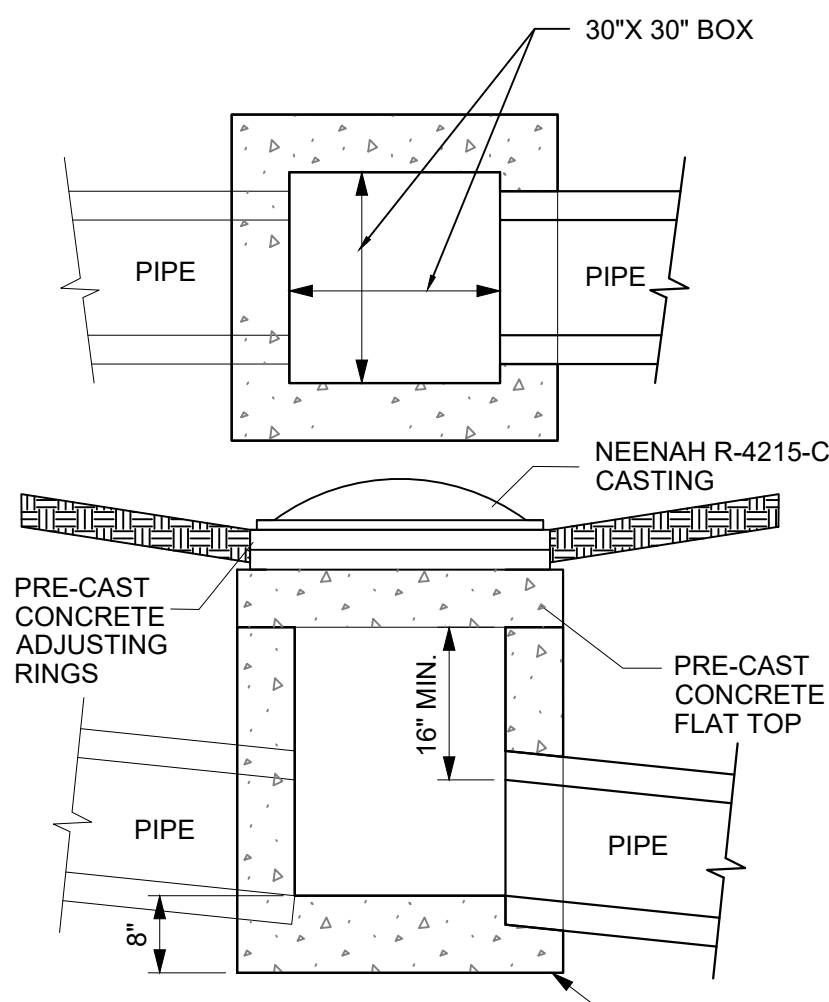 30"X 30" BOX
PIPE
PIPE
NEENAH R-4215-C
CASTING
PRE-CAST
CONCRETE
ADJUSTING
RINGS
16" MIN.
PRE-CAST
CONCRETE
FLAT TOP
PIPE
PIPE
8"